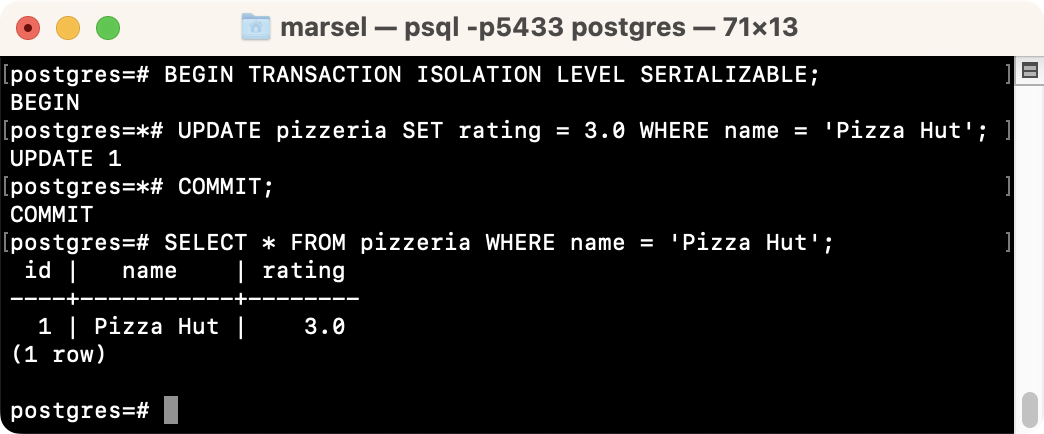 marsel — psql -p5433 postgres — 71×13
[postgres=# BEGIN TRANSACTION ISOLATION LEVEL SERIALIZABLE; ]
BEGIN
[postgres=*# UPDATE pizzeria SET rating = 3.0 WHERE name = 'Pizza Hut'; ]
UPDATE 1
[postgres=*# COMMIT; ]
COMMIT
[postgres=# SELECT * FROM pizzeria WHERE name = 'Pizza Hut'; ]
 id |   name    | rating
----+-----------+--------
  1 | Pizza Hut |    3.0
(1 row)
postgres=#